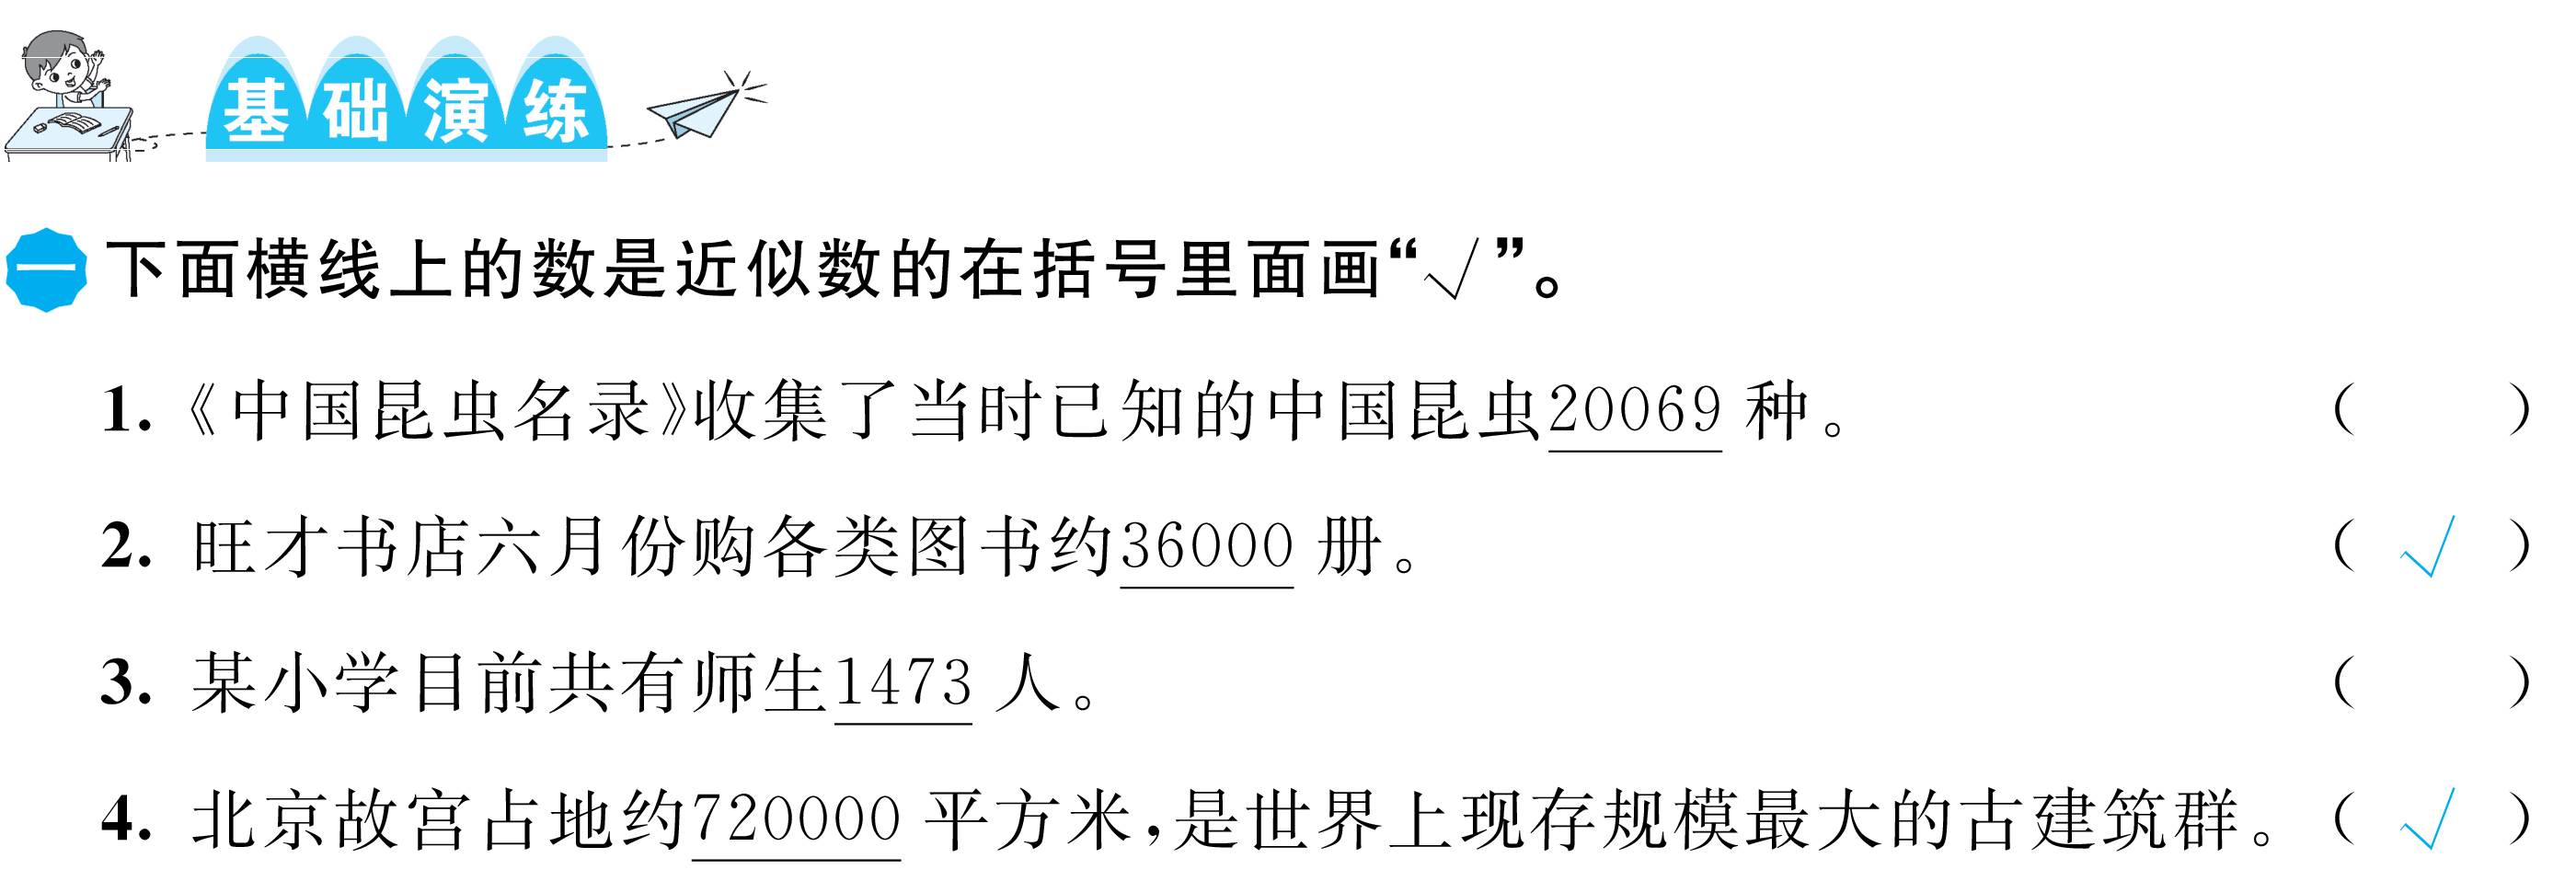 基础演练
一 下面横线上的数是近似数的在括号里面画“√”。
1. 《中国昆虫名录》收集了当时已知的中国昆虫20069 种。 （ ）
2. 旺才书店六月份购各类图书约36000 册。 （ √ ）
3. 某小学目前共有师生1473 人。 （ ）
4. 北京故宫占地约720000 平方米,是世界上现存规模最大的古建筑群。 （ √ ）